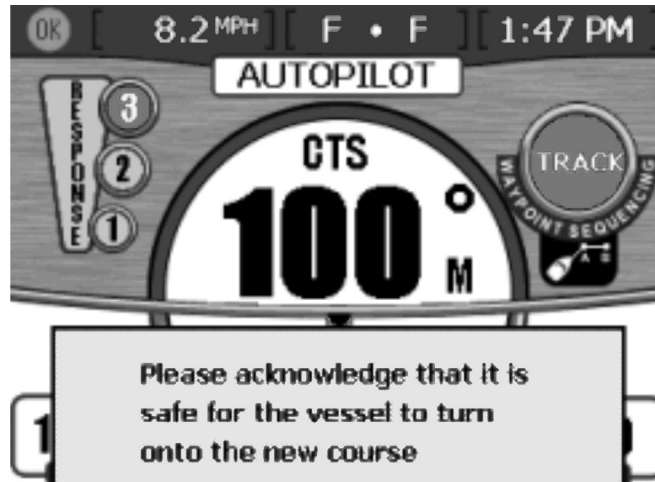 OK 8.2 MPH F • F 1:47 PM
AUTOPILOT
RESPONSE
3
2
1
CTS
100°
M
TRACK
WAYPOINT SEQUENCING
A B
1
Please acknowledge that it is
safe for the vessel to turn
onto the new course